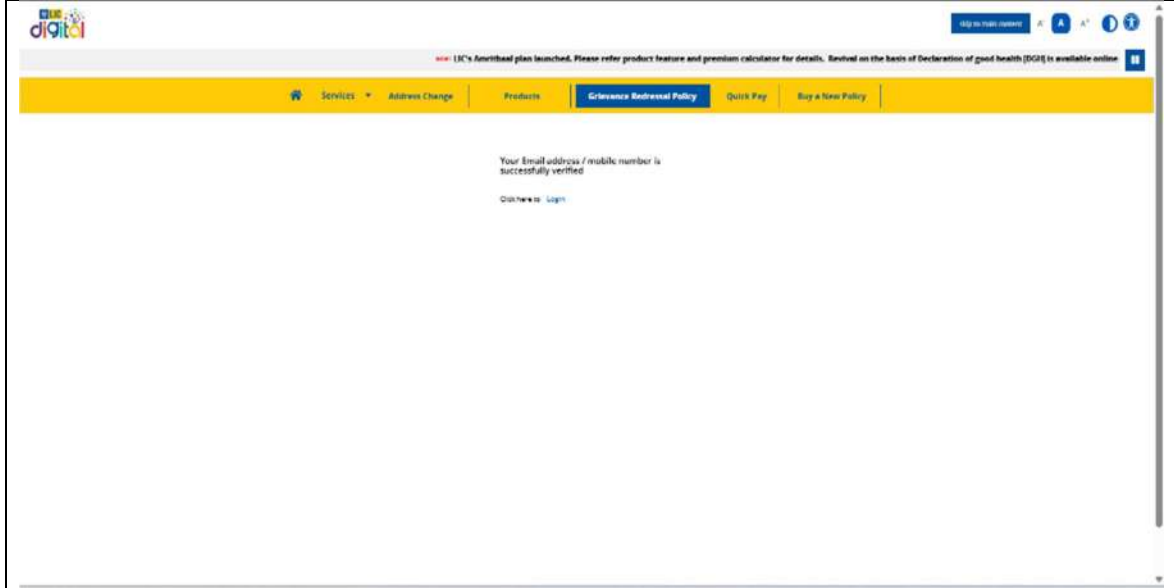 LIC
digital
Skip to main content A- A A+
NEW! LIC's Amritbaal plan launched. Please refer product feature and premium calculator for details. Revival on the basis of Declaration of good health [DGH] is available online
Services Address Change Products Grievance Redressal Policy Quick Pay Buy a New Policy
Your Email address / mobile number is
successfully verified
Click here to Login